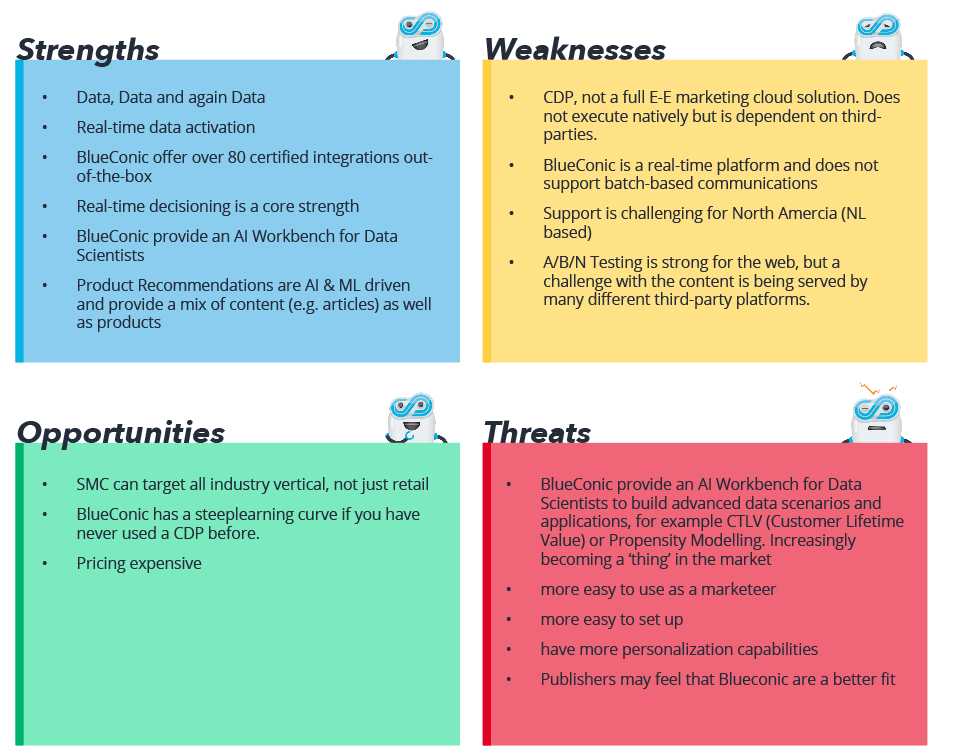 Strengths
• Data, Data and again Data
• Real-time data activation
• BlueConic offer over 80 certified integrations out-
of-the-box
• Real-time decisioning is a core strength
• BlueConic provide an AI Workbench for Data
Scientists
• Product Recommendations are AI & ML driven
and provide a mix of content (e.g. articles) as well
as products
Weaknesses
• CDP, not a full E-E marketing cloud solution. Does
not execute natively but is dependent on third-
parties.
• BlueConic is a real-time platform and does not
support batch-based communications
• Support is challenging for North Amercia (NL
based)
• A/B/N Testing is strong for the web, but a
challenge with the content is being served by
many different third-party platforms.
Opportunities
• SMC can target all industry vertical, not just retail
• BlueConic has a steeplearning curve if you have
never used a CDP before.
• Pricing expensive
Threats
• BlueConic provide an AI Workbench for Data
Scientists to build advanced data scenarios and
applications, for example CTLV (Customer Lifetime
Value) or Propensity Modelling. Increasingly
becoming a ‘thing’ in the market
• more easy to use as a marketeer
• more easy to set up
• have more personalization capabilities
• Publishers may feel that Blueconic are a better fit